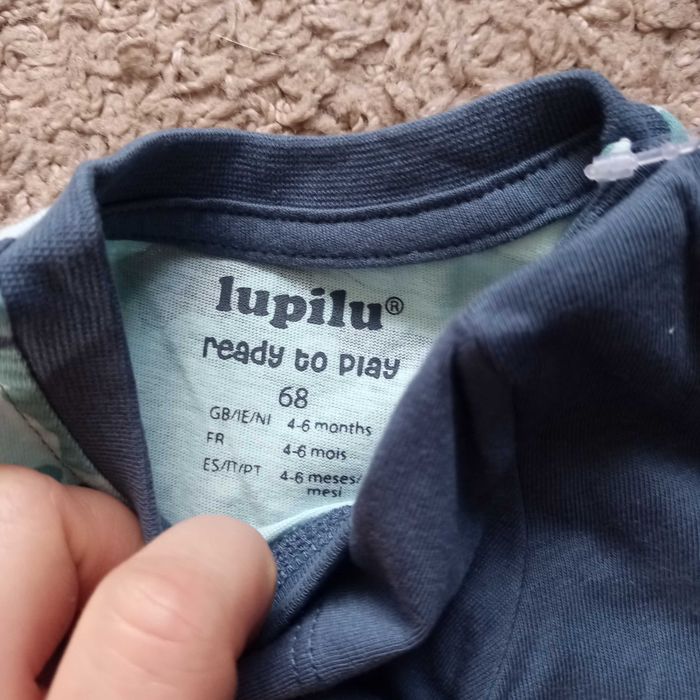 lupilu®
ready to play
68
GB/IE/NI 4-6 months
FR 4-6 mois
ES/IT/PT 4-6 meses/
mesi